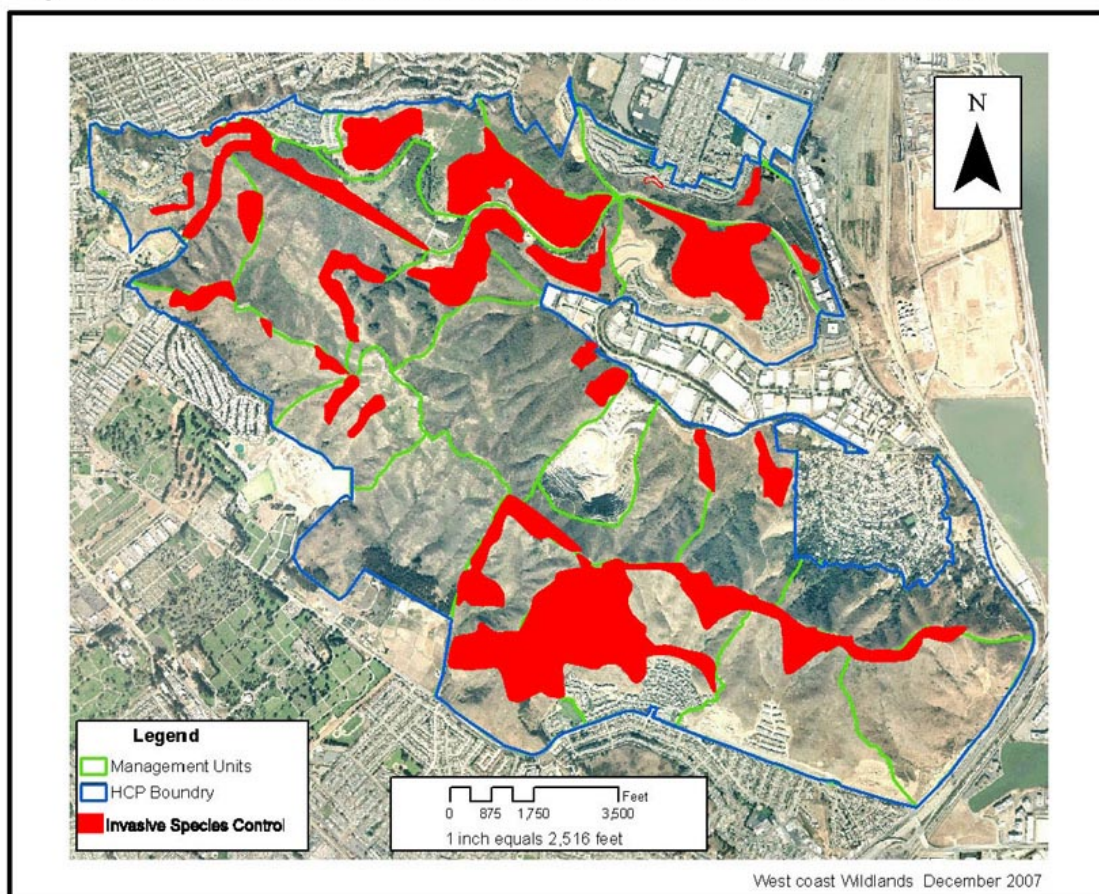 N
Legend
Management Units
HCP Boundry
Invasive Species Control
Feet
0 875 1,750 3,500
1 inch equals 2,516 feet
West coast Wildlands December 2007